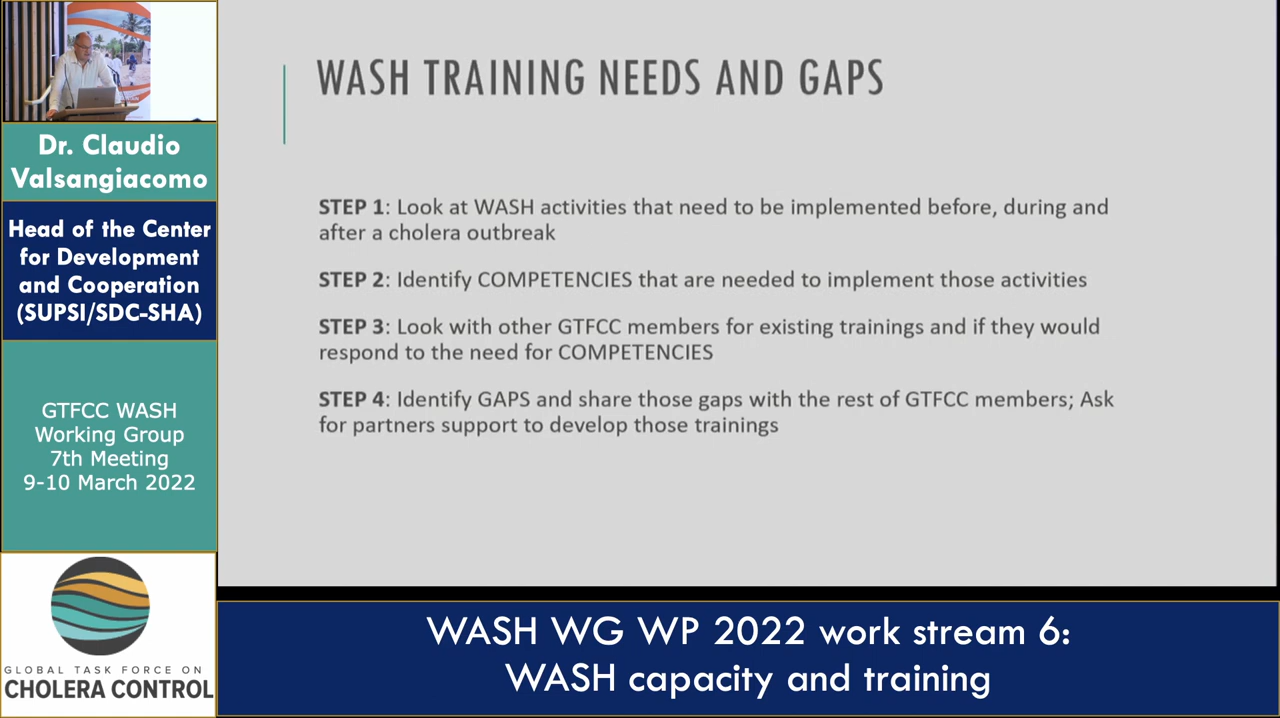 Dr. Claudio
Valsangiacomo
Head of the Center
for Development
and Cooperation
(SUPSI/SDC-SHA)
GTFCC WASH
Working Group
7th Meeting
9-10 March 2022
GLOBAL TASK FORCE ON
CHOLERA CONTROL
WASH TRAINING NEEDS AND GAPS
STEP 1: Look at WASH activities that need to be implemented before, during and
after a cholera outbreak
STEP 2: Identify COMPETENCIES that are needed to implement those activities
STEP 3: Look with other GTFCC members for existing trainings and if they would
respond to the need for COMPETENCIES
STEP 4: Identify GAPS and share those gaps with the rest of GTFCC members; Ask
for partners support to develop those trainings
WASH WG WP 2022 work stream 6:
WASH capacity and training